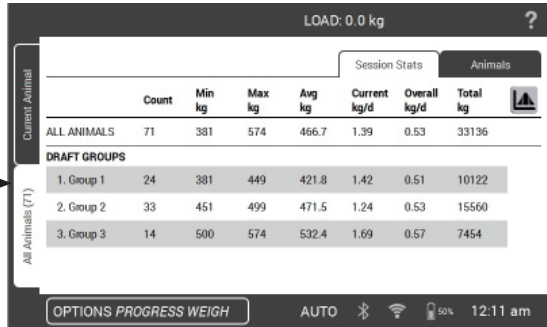 LOAD: 0.0 kg ?
Session Stats Animals
Current Animal
All Animals (71)
Count Min kg Max kg Avg kg Current kg/d Overall kg/d Total kg
ALL ANIMALS 71 381 574 466.7 1.39 0.53 33136
DRAFT GROUPS
1. Group 1 24 381 449 421.8 1.42 0.51 10122
2. Group 2 33 451 499 471.5 1.24 0.53 15560
3. Group 3 14 500 574 532.4 1.69 0.57 7454
OPTIONS PROGRESS WEIGH AUTO 50% 12:11 am